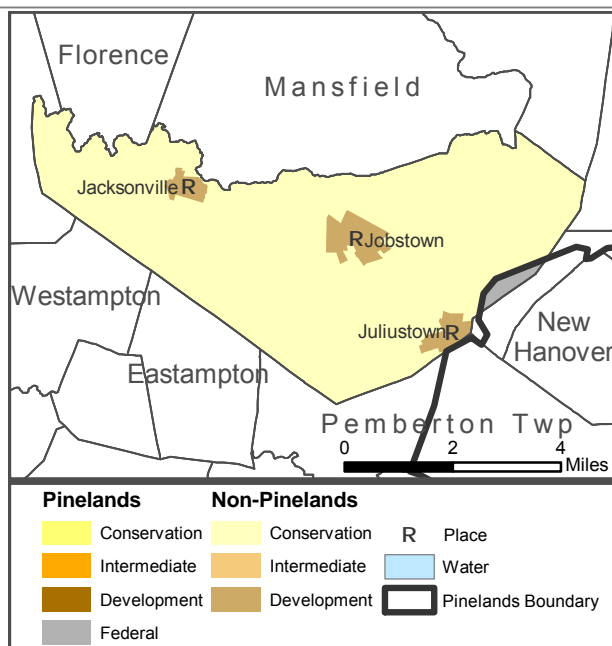 Florence
Mansfield
Jacksonville R
R Jobstown
Westampton
Juliustown R
New
Hanover
Eastampton
Pemberton Twp
0 2 4
Miles
Pinelands Non-Pinelands
Conservation Conservation R Place
Intermediate Intermediate Water
Development Development Pinelands Boundary
Federal